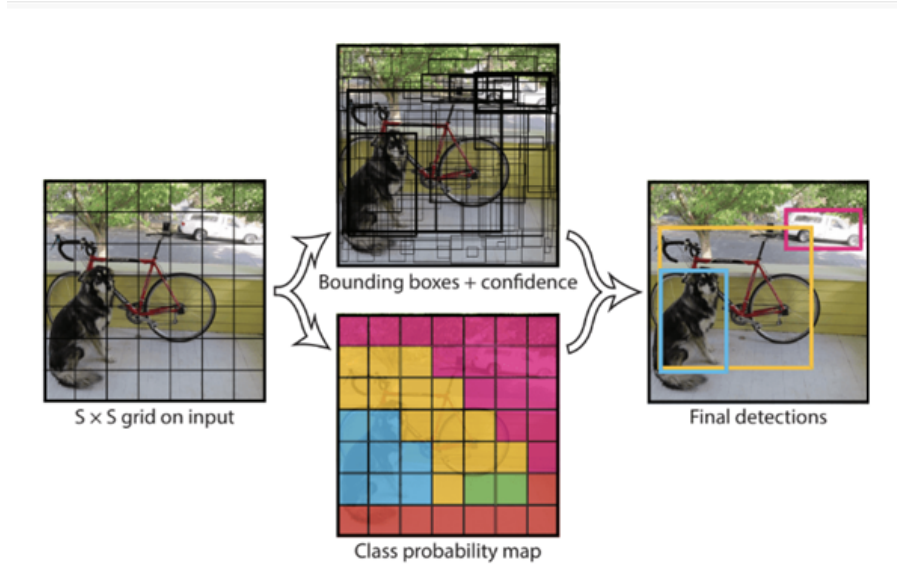 Bounding boxes + confidence
S × S grid on input
Final detections
Class probability map